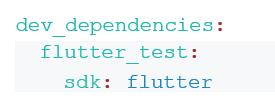 dev_dependencies:
  flutter_test:
    sdk: flutter